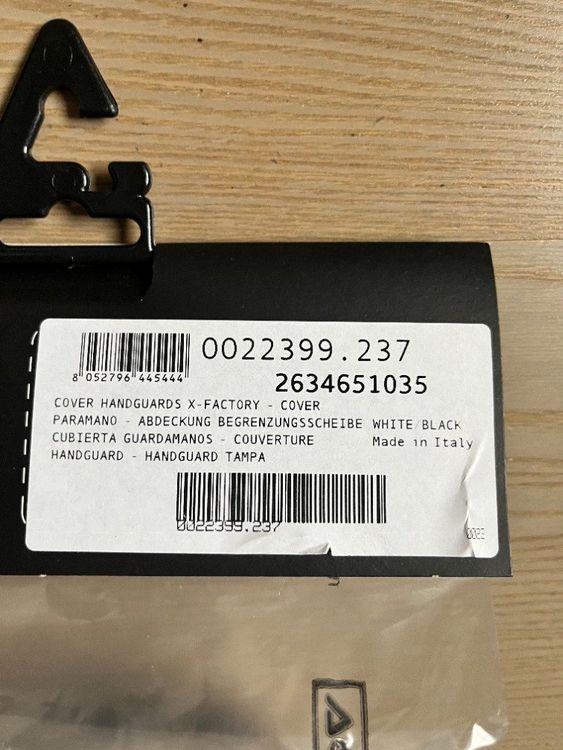 0022399.237
8 052796 445444
2634651035
COVER HANDGUARDS X-FACTORY - COVER
PARAMANO - ABDECKUNG BEGRENZUNGSSCHEIBE WHITE/BLACK
CUBIERTA GUARDAMANOS - COUVERTURE Made in Italy
HANDGUARD - HANDGUARD TAMPA
0022399.237